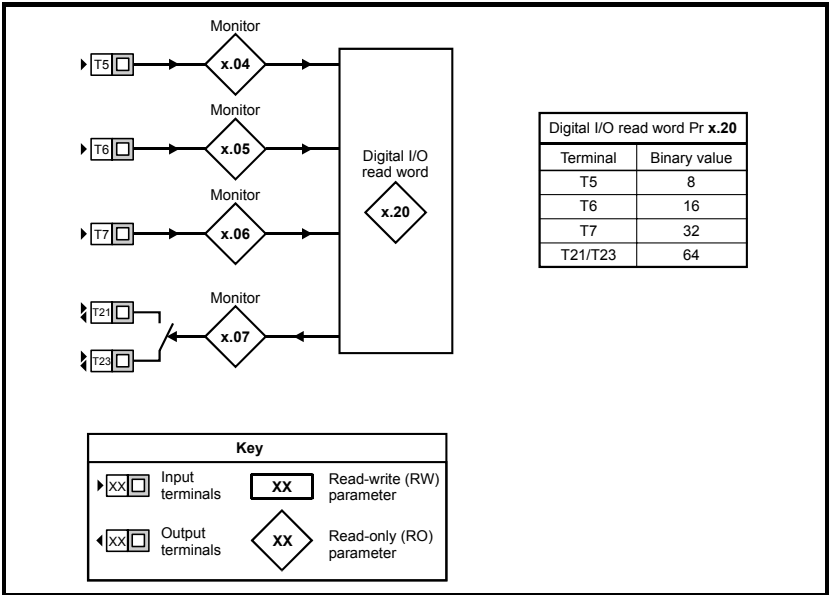 Monitor
T5
x.04
Monitor
T6
x.05
Monitor
T7
x.06
Monitor
T21
T23
x.07
Digital I/O
read word
x.20
Digital I/O read word Pr x.20
Terminal Binary value
T5 8
T6 16
T7 32
T21/T23 64
Key
XX Input
terminals
XX Read-write (RW)
parameter
XX Output
terminals
XX Read-only (RO)
parameter